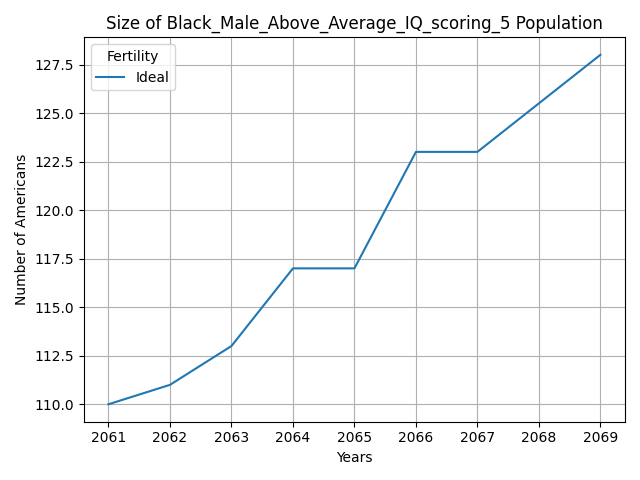 Size of Black_Male_Above_Average_IQ_scoring_5 Population
Fertility
Ideal
Number of Americans
127.5
125.0
122.5
120.0
117.5
115.0
112.5
110.0
2061 2062 2063 2064 2065 2066 2067 2068 2069
Years